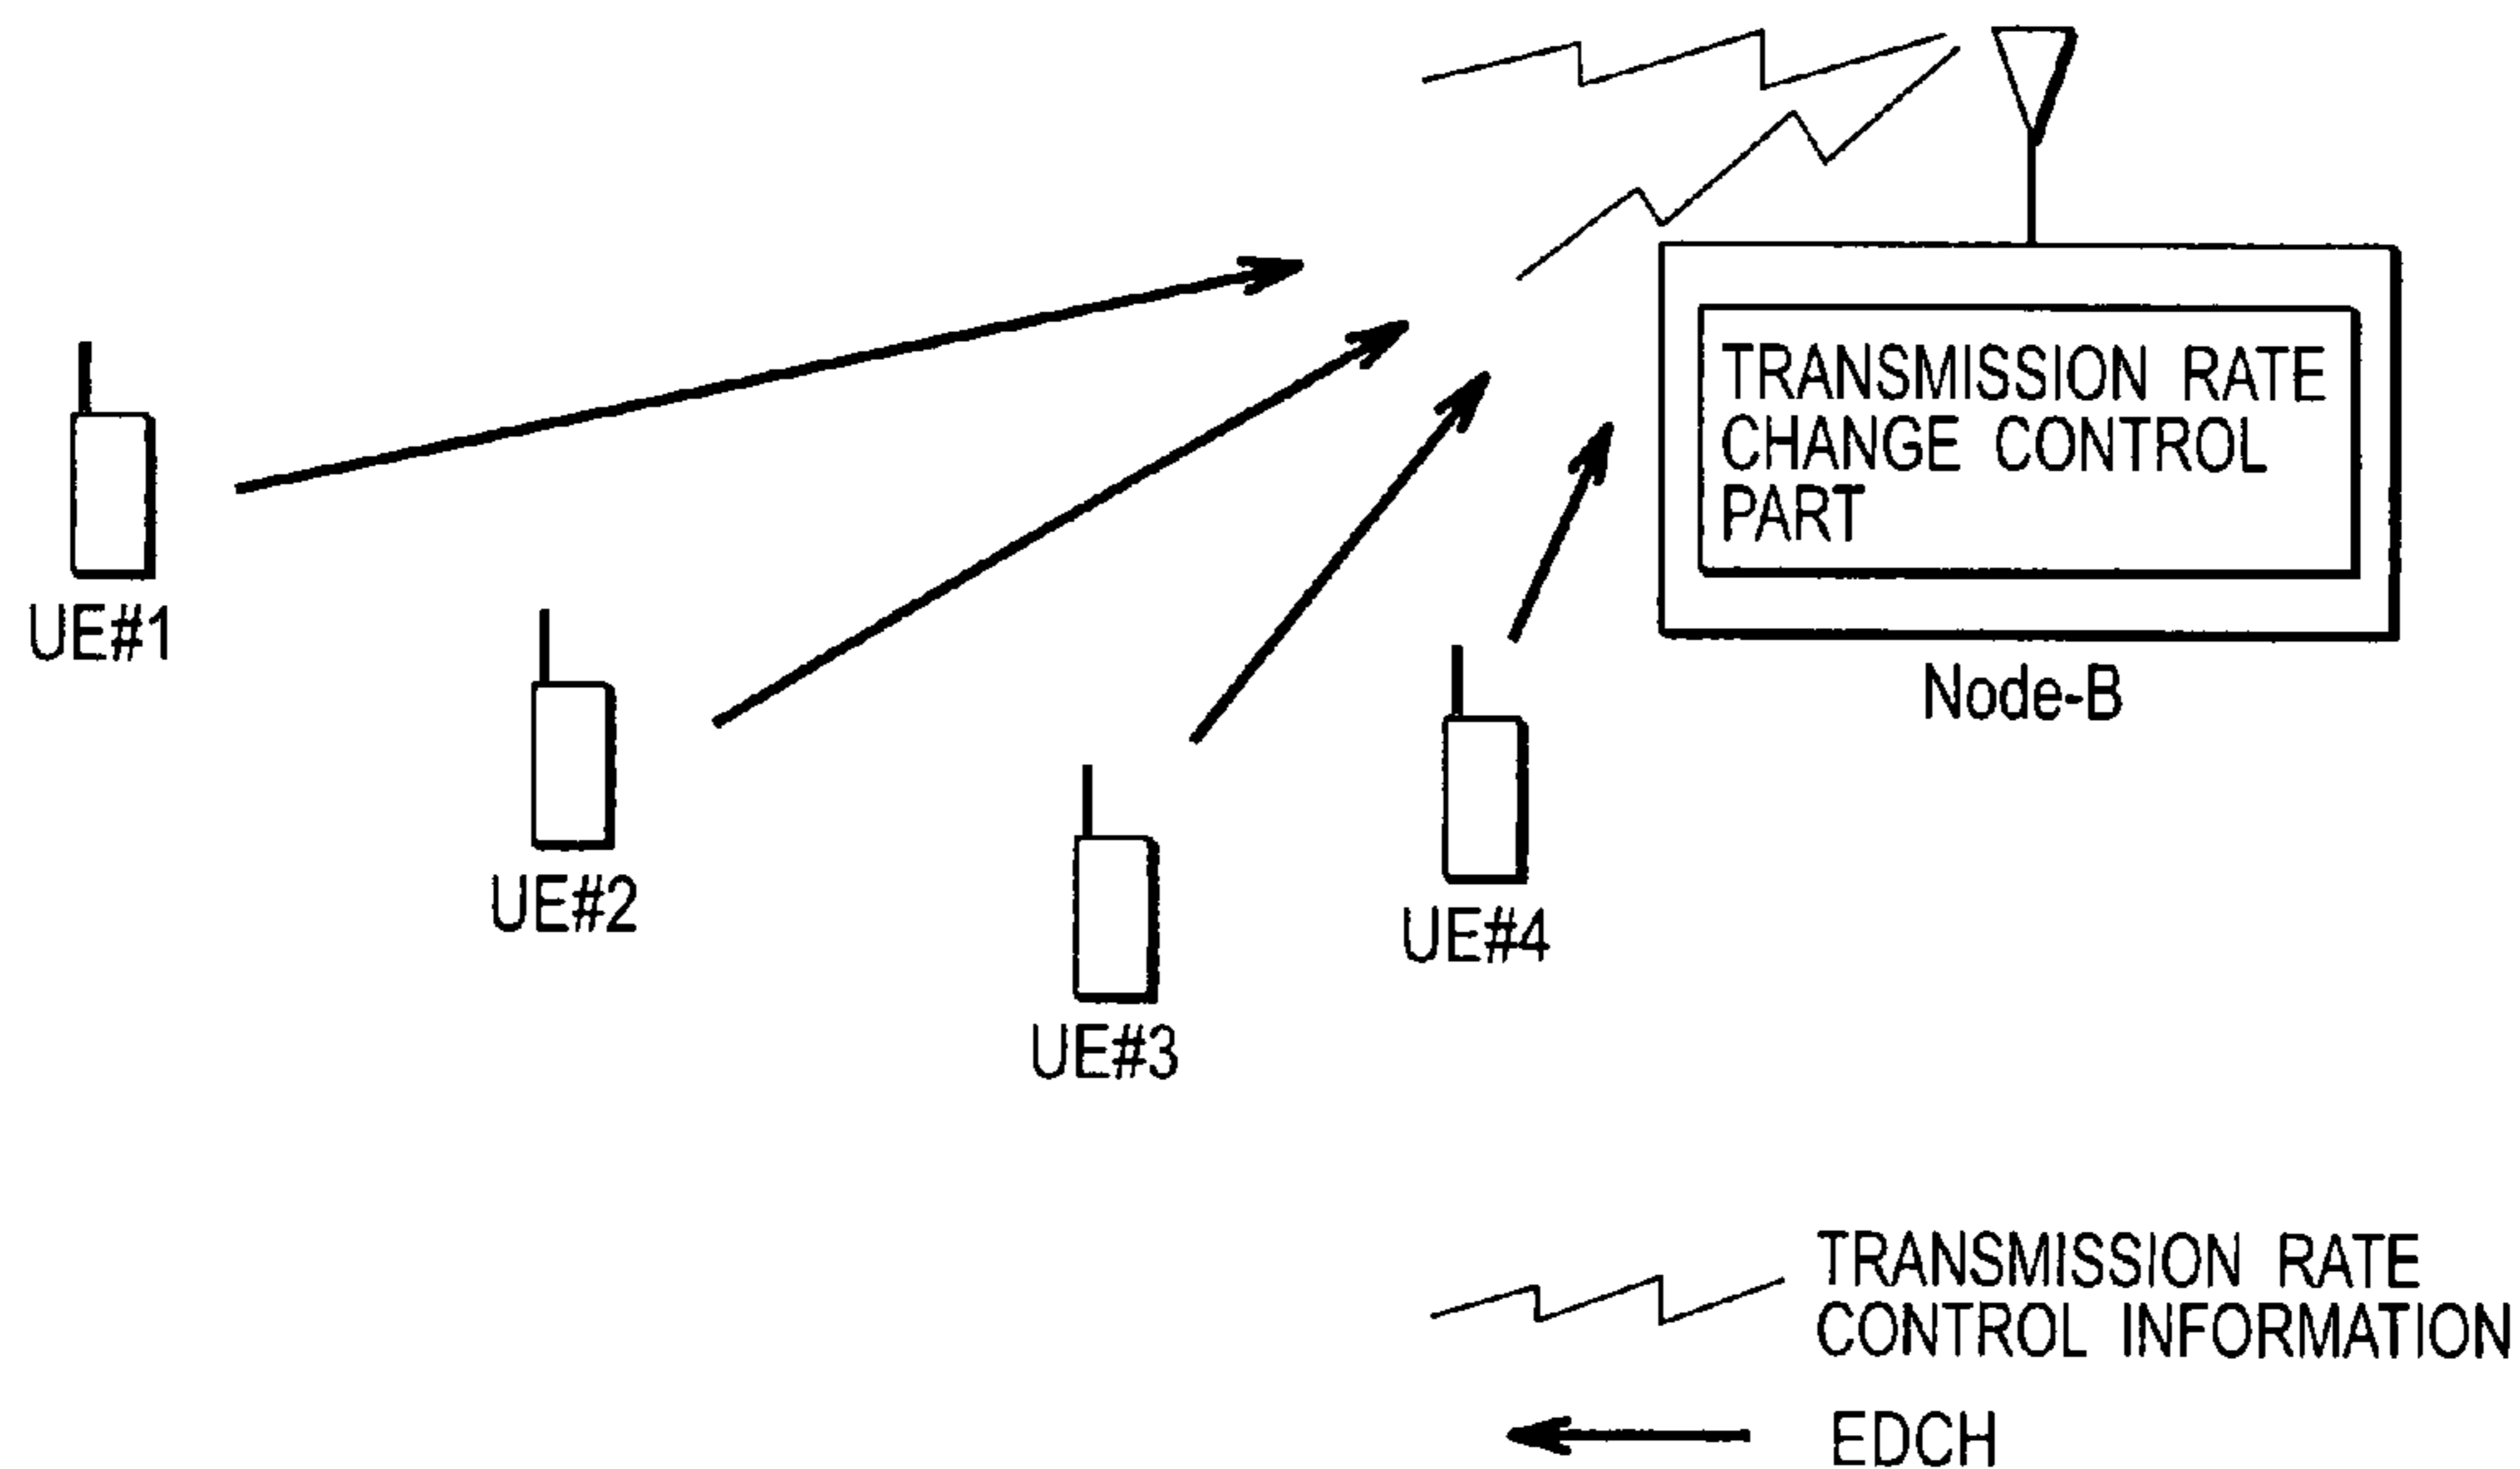 TRANSMISSION RATE
CHANGE CONTROL
PART
Node-B
UE#1
UE#2
UE#3
UE#4
TRANSMISSION RATE
CONTROL INFORMATION
EDCH